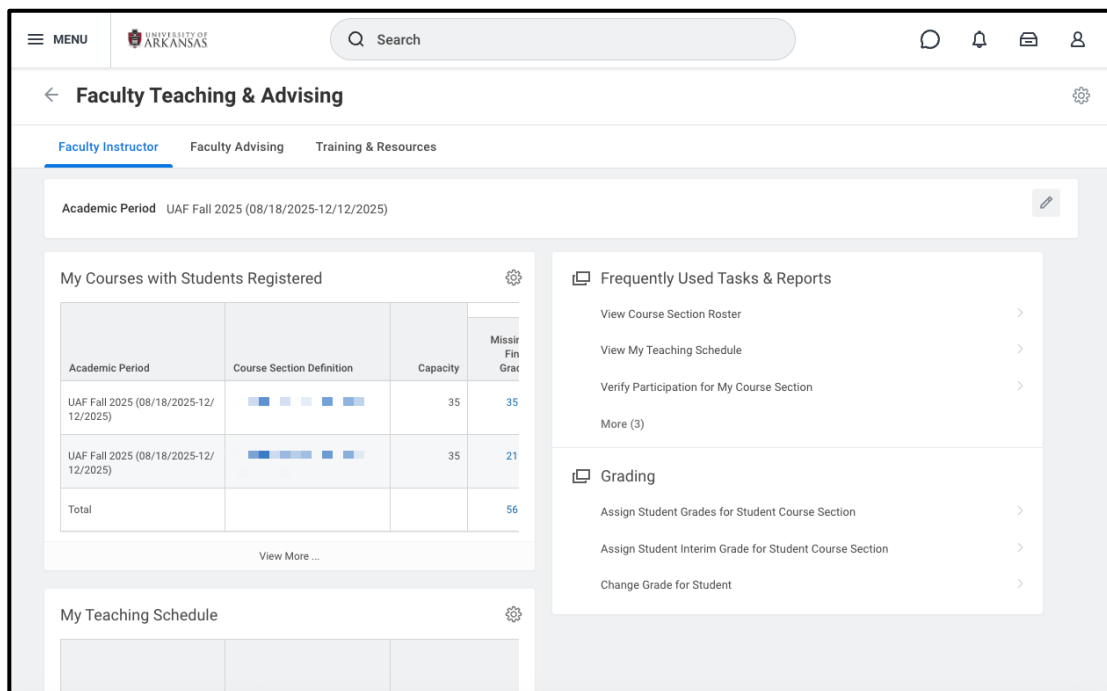 MENU
UNIVERSITY OF
ARKANSAS
Search
Faculty Teaching & Advising
Faculty Instructor Faculty Advising Training & Resources
Academic Period UAF Fall 2025 (08/18/2025-12/12/2025)
My Courses with Students Registered
Academic Period Course Section Definition Capacity
UAF Fall 2025 (08/18/2025-12/
12/2025)
35 35
UAF Fall 2025 (08/18/2025-12/
12/2025)
35 21
Total 56
View More ...
My Teaching Schedule
Frequently Used Tasks & Reports
View Course Section Roster
View My Teaching Schedule
Verify Participation for My Course Section
More (3)
Grading
Assign Student Grades for Student Course Section
Assign Student Interim Grade for Student Course Section
Change Grade for Student